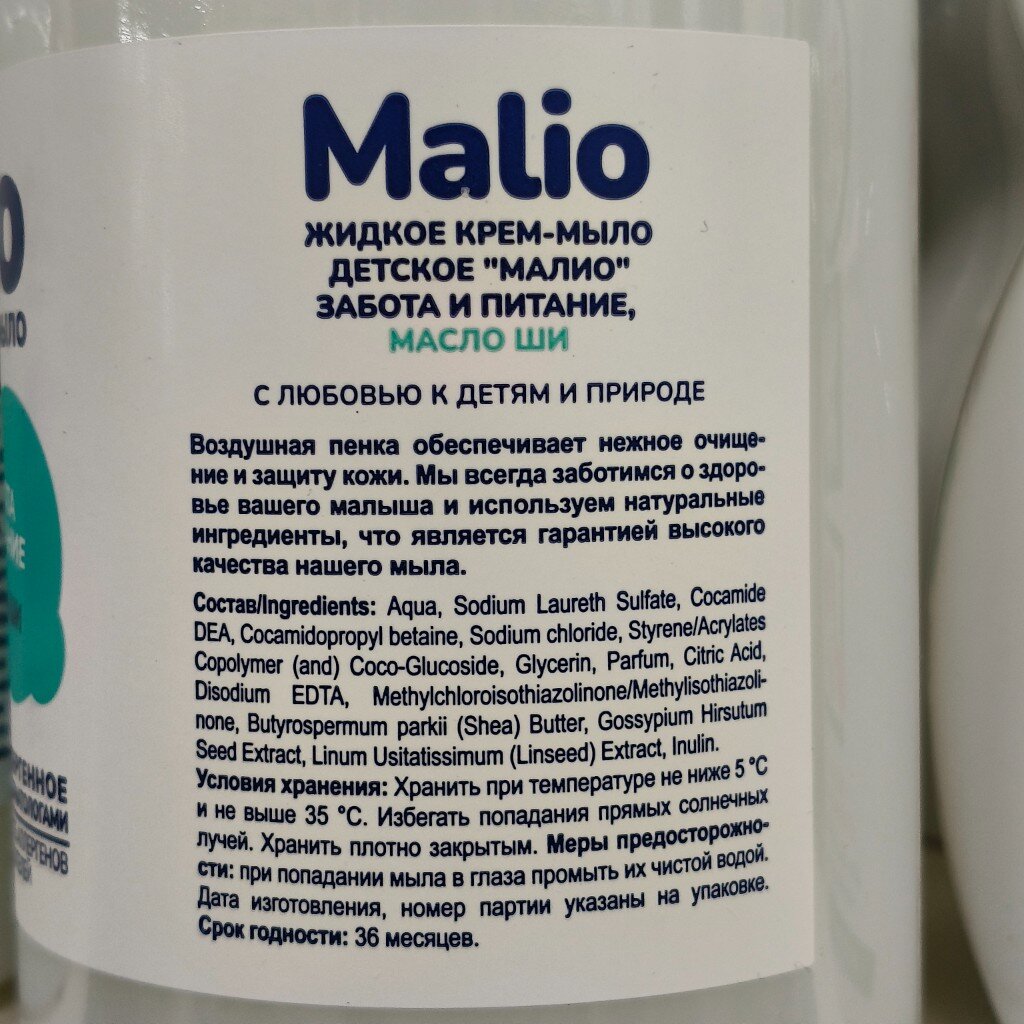 Malio
ЖИДКОЕ КРЕМ-МЫЛО
ДЕТСКОЕ "МАЛИО"
ЗАБОТА И ПИТАНИЕ,
МАСЛО ШИ
С ЛЮБОВЬЮ К ДЕТЯМ И ПРИРОДЕ
Воздушная пенка обеспечивает нежное очище-
ние и защиту кожи. Мы всегда заботимся о здоро-
вье вашего малыша и используем натуральные
ингредиенты, что является гарантией высокого
качества нашего мыла.
Состав/Ingredients: Aqua, Sodium Laureth Sulfate, Cocamide
DEA, Cocamidopropyl betaine, Sodium chloride, Styrene/Acrylates
Copolymer (and) Coco-Glucoside, Glycerin, Parfum, Citric Acid,
Disodium EDTA, Methylchloroisothiazolinone/Methylisothiazoli-
none, Butyrospermum parkii (Shea) Butter, Gossypium Hirsutum
Seed Extract, Linum Usitatissimum (Linseed) Extract, Inulin.
Условия хранения: Хранить при температуре не ниже 5 °C
и не выше 35 °C. Избегать попадания прямых солнечных
лучей. Хранить плотно закрытым. Меры предосторожно-
сти: при попадании мыла в глаза промыть их чистой водой.
Дата изготовления, номер партии указаны на упаковке.
Срок годности: 36 месяцев.